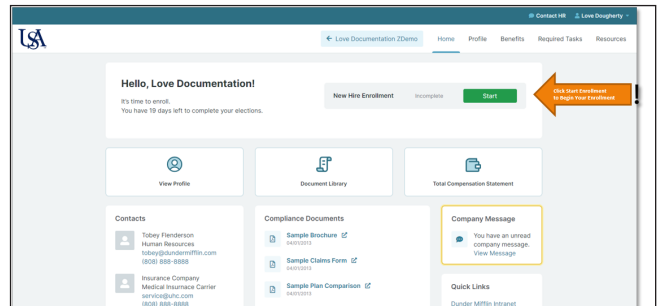 Contact HR Love Dougherty
USA
← Love Documentation ZDemo Home Profile Benefits Required Tasks Resources
Hello, Love Documentation!
It's time to enroll.
You have 19 days left to complete your elections.
New Hire Enrollment Incomplete Start
Click Start Enrollment
to Begin Your Enrollment
!
View Profile
Document Library
Total Compensation Statement
Contacts
Tobey Flenderson
Human Resources
tobey@dundermifflin.com
(808) 888-8888
Insurance Company
Medical Insurnace Carrier
service@uhc.com
(808) 888-8888
Compliance Documents
Sample Brochure
04/01/2013
Sample Claims Form
04/01/2013
Sample Plan Comparison
04/01/2013
Company Message
You have an unread
company message.
View Message
Quick Links
Dunder Mifflin Intranet